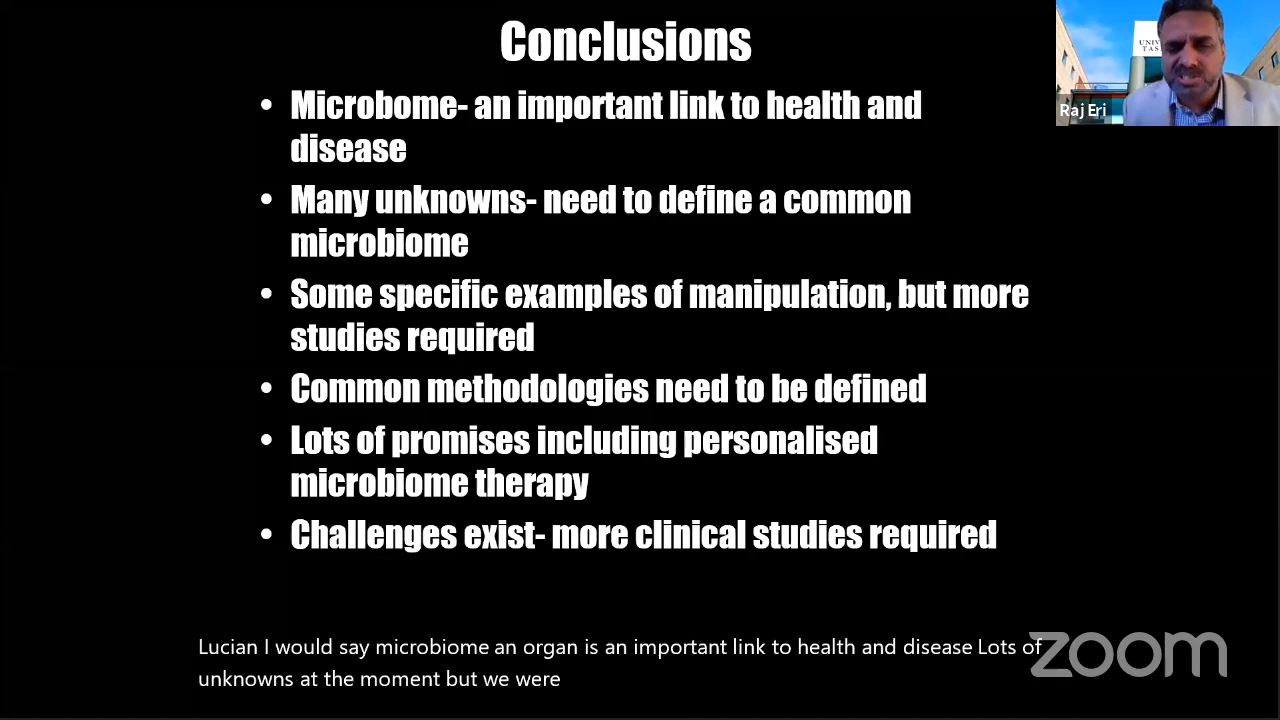 Conclusions
• Microbome- an important link to health and
disease
• Many unknowns- need to define a common
microbiome
• Some specific examples of manipulation, but more
studies required
• Common methodologies need to be defined
• Lots of promises including personalised
microbiome therapy
• Challenges exist- more clinical studies required
UNIV
TAS
Raj Eri
Lucian I would say microbiome an organ is an important link to health and disease Lots of
unknowns at the moment but we were
zoom